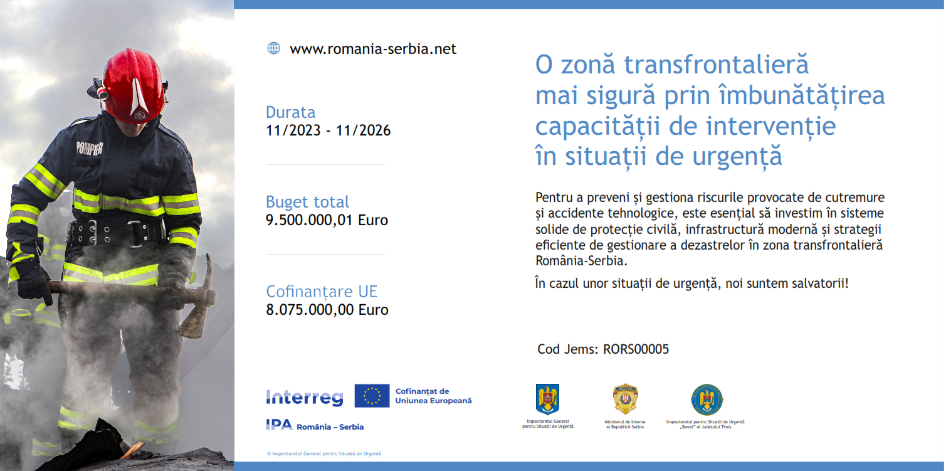 POMPIERI
www.romania-serbia.net
Durata
11/2023 - 11/2026
Buget total
9.500.000,01 Euro
Cofinanțare UE
8.075.000,00 Euro
O zonă transfrontalieră
mai sigură prin îmbunătățirea
capacității de intervenție
în situații de urgență
Pentru a preveni și gestiona riscurile provocate de cutremure
și accidente tehnologice, este esențial să investim în sisteme
solide de protecție civilă, infrastructură modernă și strategii
eficiente de gestionare a dezastrelor în zona transfrontalieră
România-Serbia.
În cazul unor situații de urgență, noi suntem salvatorii!
Cod Jems: RORS00005
Interreg
Cofinanțat de
Uniunea Europeană
IPA România – Serbia
Inspectoratul General
pentru Situații de Urgență
Ministerul de Interne
al Republicii Serbia
Inspectoratul pentru Situații de Urgență
„Banat” al Județului Timiș
© Inspectoratul General pentru Situații de Urgență